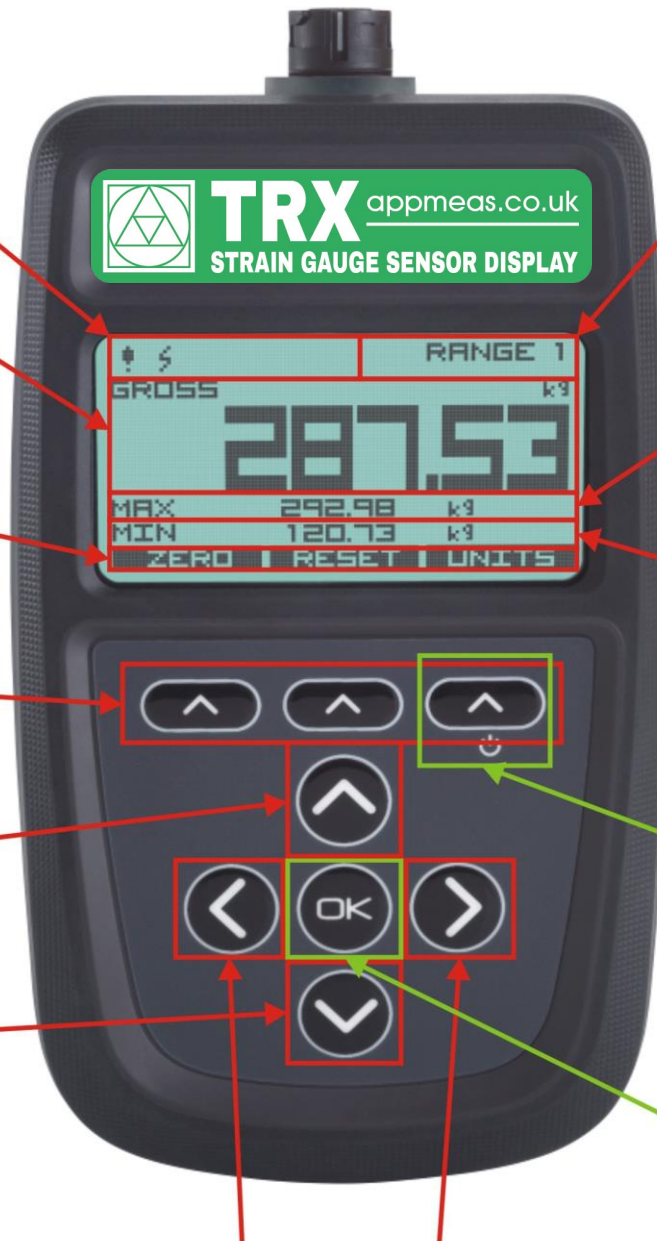 TRX appmeas.co.uk
STRAIN GAUGE SENSOR DISPLAY
RANGE 1
GROSS kg
287.53
MAX 292.98 kg
MIN 120.73 kg
ZERO | RESET | UNITS
OK